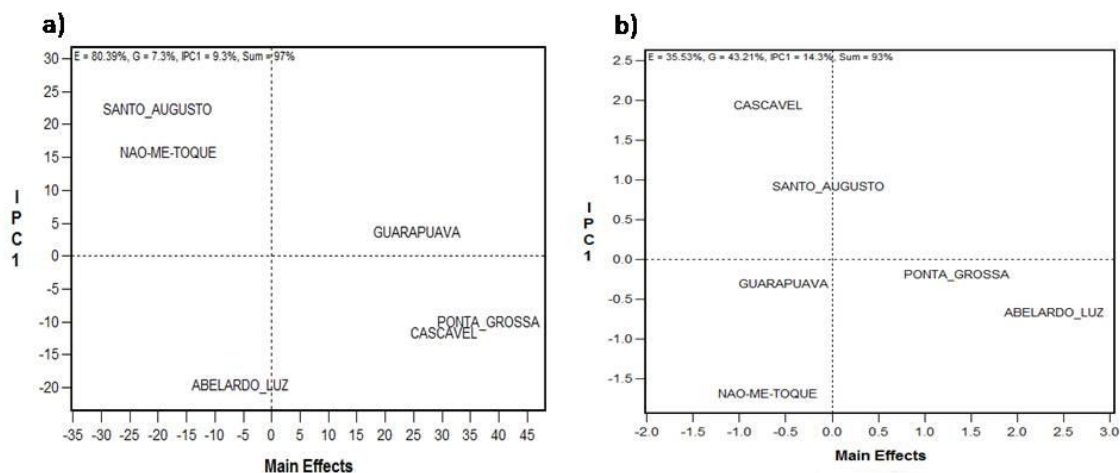 a)
E = 80.39%, G = 7.3%, IPC1 = 9.3%, Sum = 97%
30
25
20
15
10
5
0
-5
-10
-15
-20
I
P
C
1
SANTO_AUGUSTO
NAO-ME-TOQUE
GUARAPUAVA
PONTA_GROSSA
CASCAVEL
ABELARDO_LUZ
-35 -30 -25 -20 -15 -10 -5 0 5 10 15 20 25 30 35 40 45
Main Effects
b)
E = 35.53%, G = 43.21%, IPC1 = 14.3%, Sum = 93%
2.5
2.0
1.5
1.0
0.5
0.0
-0.5
-1.0
-1.5
I
P
C
1
CASCAVEL
SANTO_AUGUSTO
GUARAPUAVA
PONTA_GROSSA
ABELARDO_LUZ
NAO-ME-TOQUE
-2.0 -1.5 -1.0 -0.5 0.0 0.5 1.0 1.5 2.0 2.5 3.0
Main Effects